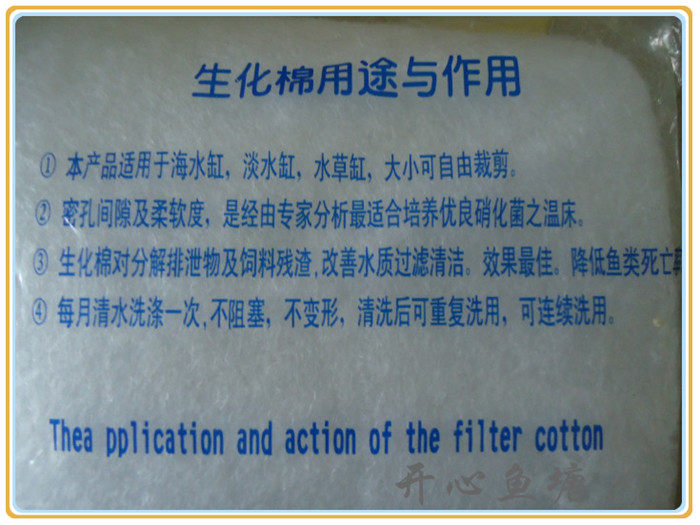 生化棉用途与作用
① 本产品适用于海水缸，淡水缸，水草缸，大小可自由裁剪。
② 密孔间隙及柔软度，是经由专家分析最适合培养优良硝化菌之温床。
③ 生化棉对分解排泄物及饲料残渣,改善水质过滤清洁。效果最佳。降低鱼类死亡
④ 每月清水洗涤一次,不阻塞，不变形，清洗后可重复洗用，可连续洗用。
Thea pplication and action of the filter cotton
开心鱼塘